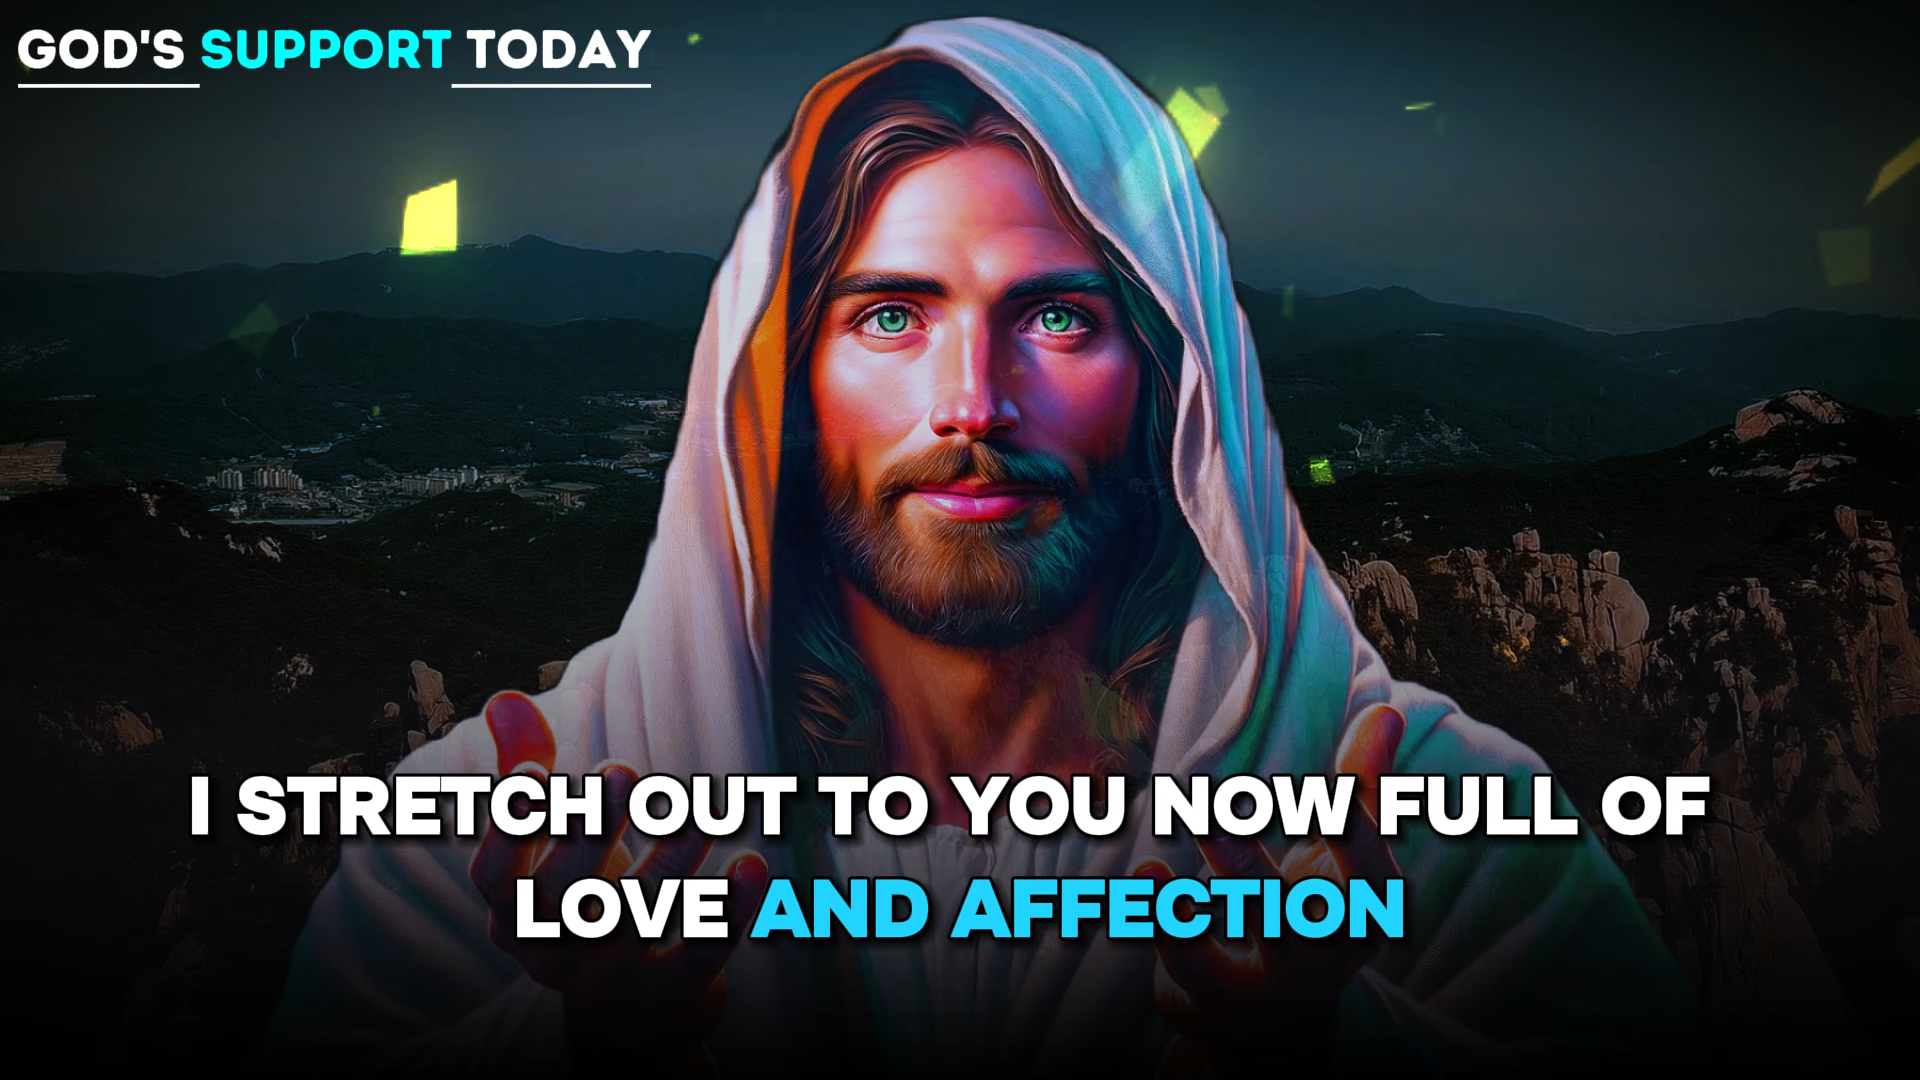 GOD'S SUPPORT TODAY
I STRETCH OUT TO YOU NOW FULL OF
LOVE AND AFFECTION